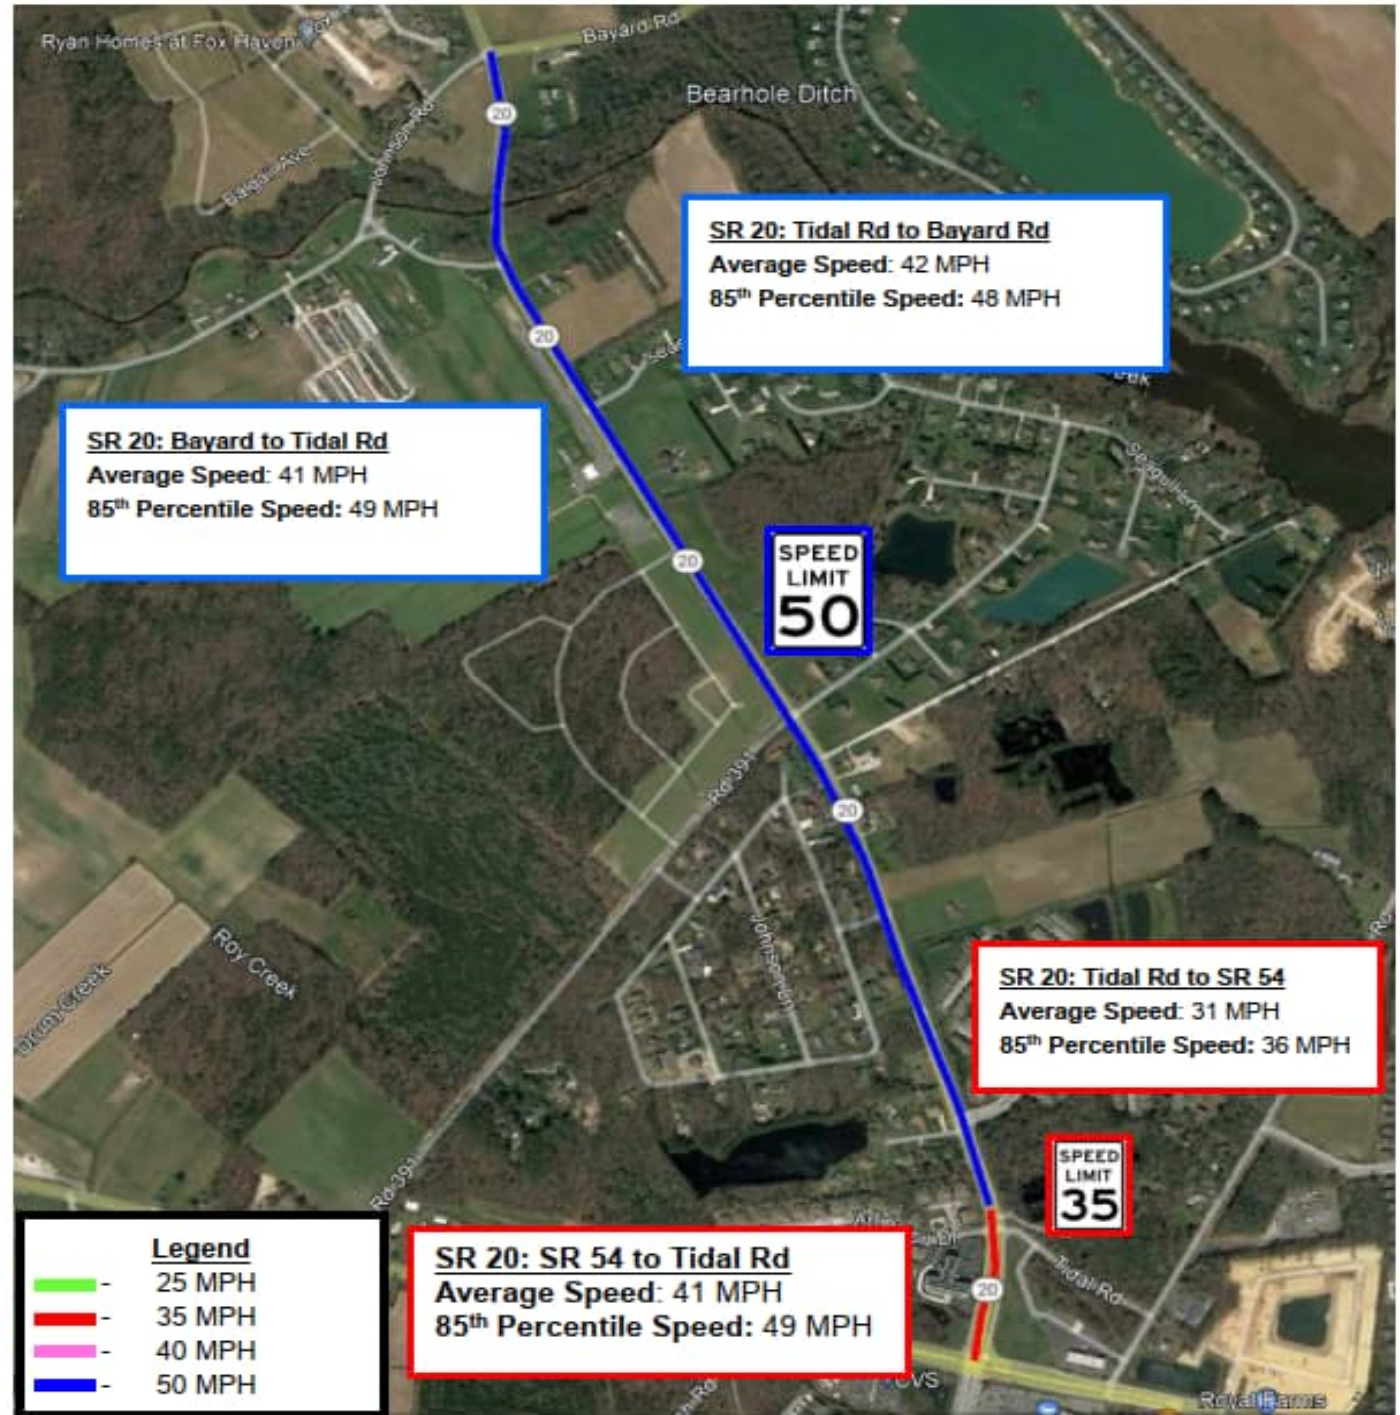 Ryan Homes at Fox Haven
Bayard Rd
Bearhole Ditch
20
Johnson Rd
SR 20: Tidal Rd to Bayard Rd
Average Speed: 42 MPH
85th Percentile Speed: 48 MPH
20
SR 20: Bayard to Tidal Rd
Average Speed: 41 MPH
85th Percentile Speed: 49 MPH
20
SPEED
LIMIT
50
Rd 391
20
Roy Creek
Drum Creek
Johnson Ln
SR 20: Tidal Rd to SR 54
Average Speed: 31 MPH
85th Percentile Speed: 36 MPH
SPEED
LIMIT
35
Rd 391
Tidal Rd
20
SR 20: SR 54 to Tidal Rd
Average Speed: 41 MPH
85th Percentile Speed: 49 MPH
Legend
- 25 MPH
- 35 MPH
- 40 MPH
- 50 MPH
CVS
Royal Farms